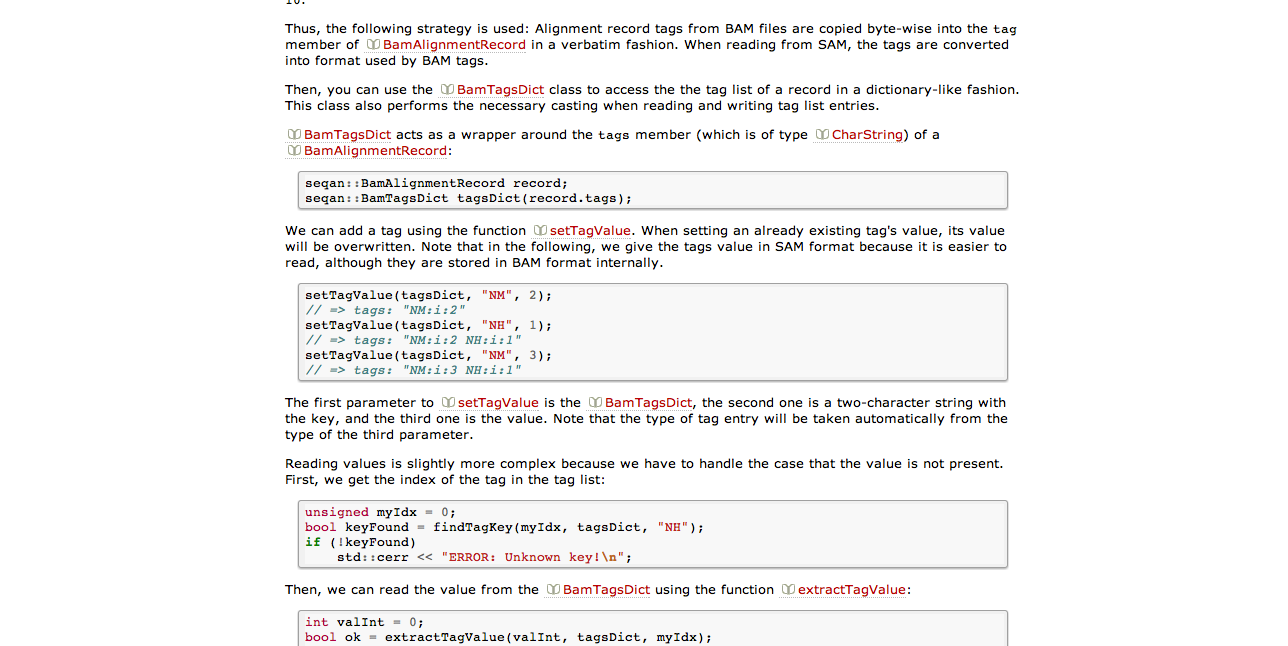 10.
Thus, the following strategy is used: Alignment record tags from BAM files are copied byte-wise into the tag
member of BamAlignmentRecord in a verbatim fashion. When reading from SAM, the tags are converted
into format used by BAM tags.
Then, you can use the BamTagsDict class to access the the tag list of a record in a dictionary-like fashion.
This class also performs the necessary casting when reading and writing tag list entries.
BamTagsDict acts as a wrapper around the tags member (which is of type CharString) of a
BamAlignmentRecord:
seqan::BamAlignmentRecord record;
seqan::BamTagsDict tagsDict(record.tags);
We can add a tag using the function setTagValue. When setting an already existing tag's value, its value
will be overwritten. Note that in the following, we give the tags value in SAM format because it is easier to
read, although they are stored in BAM format internally.
setTagValue(tagsDict, "NM", 2);
// => tags: "NM:i:2"
setTagValue(tagsDict, "NH", 1);
// => tags: "NM:i:2 NH:i:1"
setTagValue(tagsDict, "NM", 3);
// => tags: "NM:i:3 NH:i:1"
The first parameter to setTagValue is the BamTagsDict, the second one is a two-character string with
the key, and the third one is the value. Note that the type of tag entry will be taken automatically from the
type of the third parameter.
Reading values is slightly more complex because we have to handle the case that the value is not present.
First, we get the index of the tag in the tag list:
unsigned myIdx = 0;
bool keyFound = findTagKey(myIdx, tagsDict, "NH");
if (!keyFound)
    std::cerr << "ERROR: Unknown key!\n";
Then, we can read the value from the BamTagsDict using the function extractTagValue:
int valInt = 0;
bool ok = extractTagValue(valInt, tagsDict, myIdx);